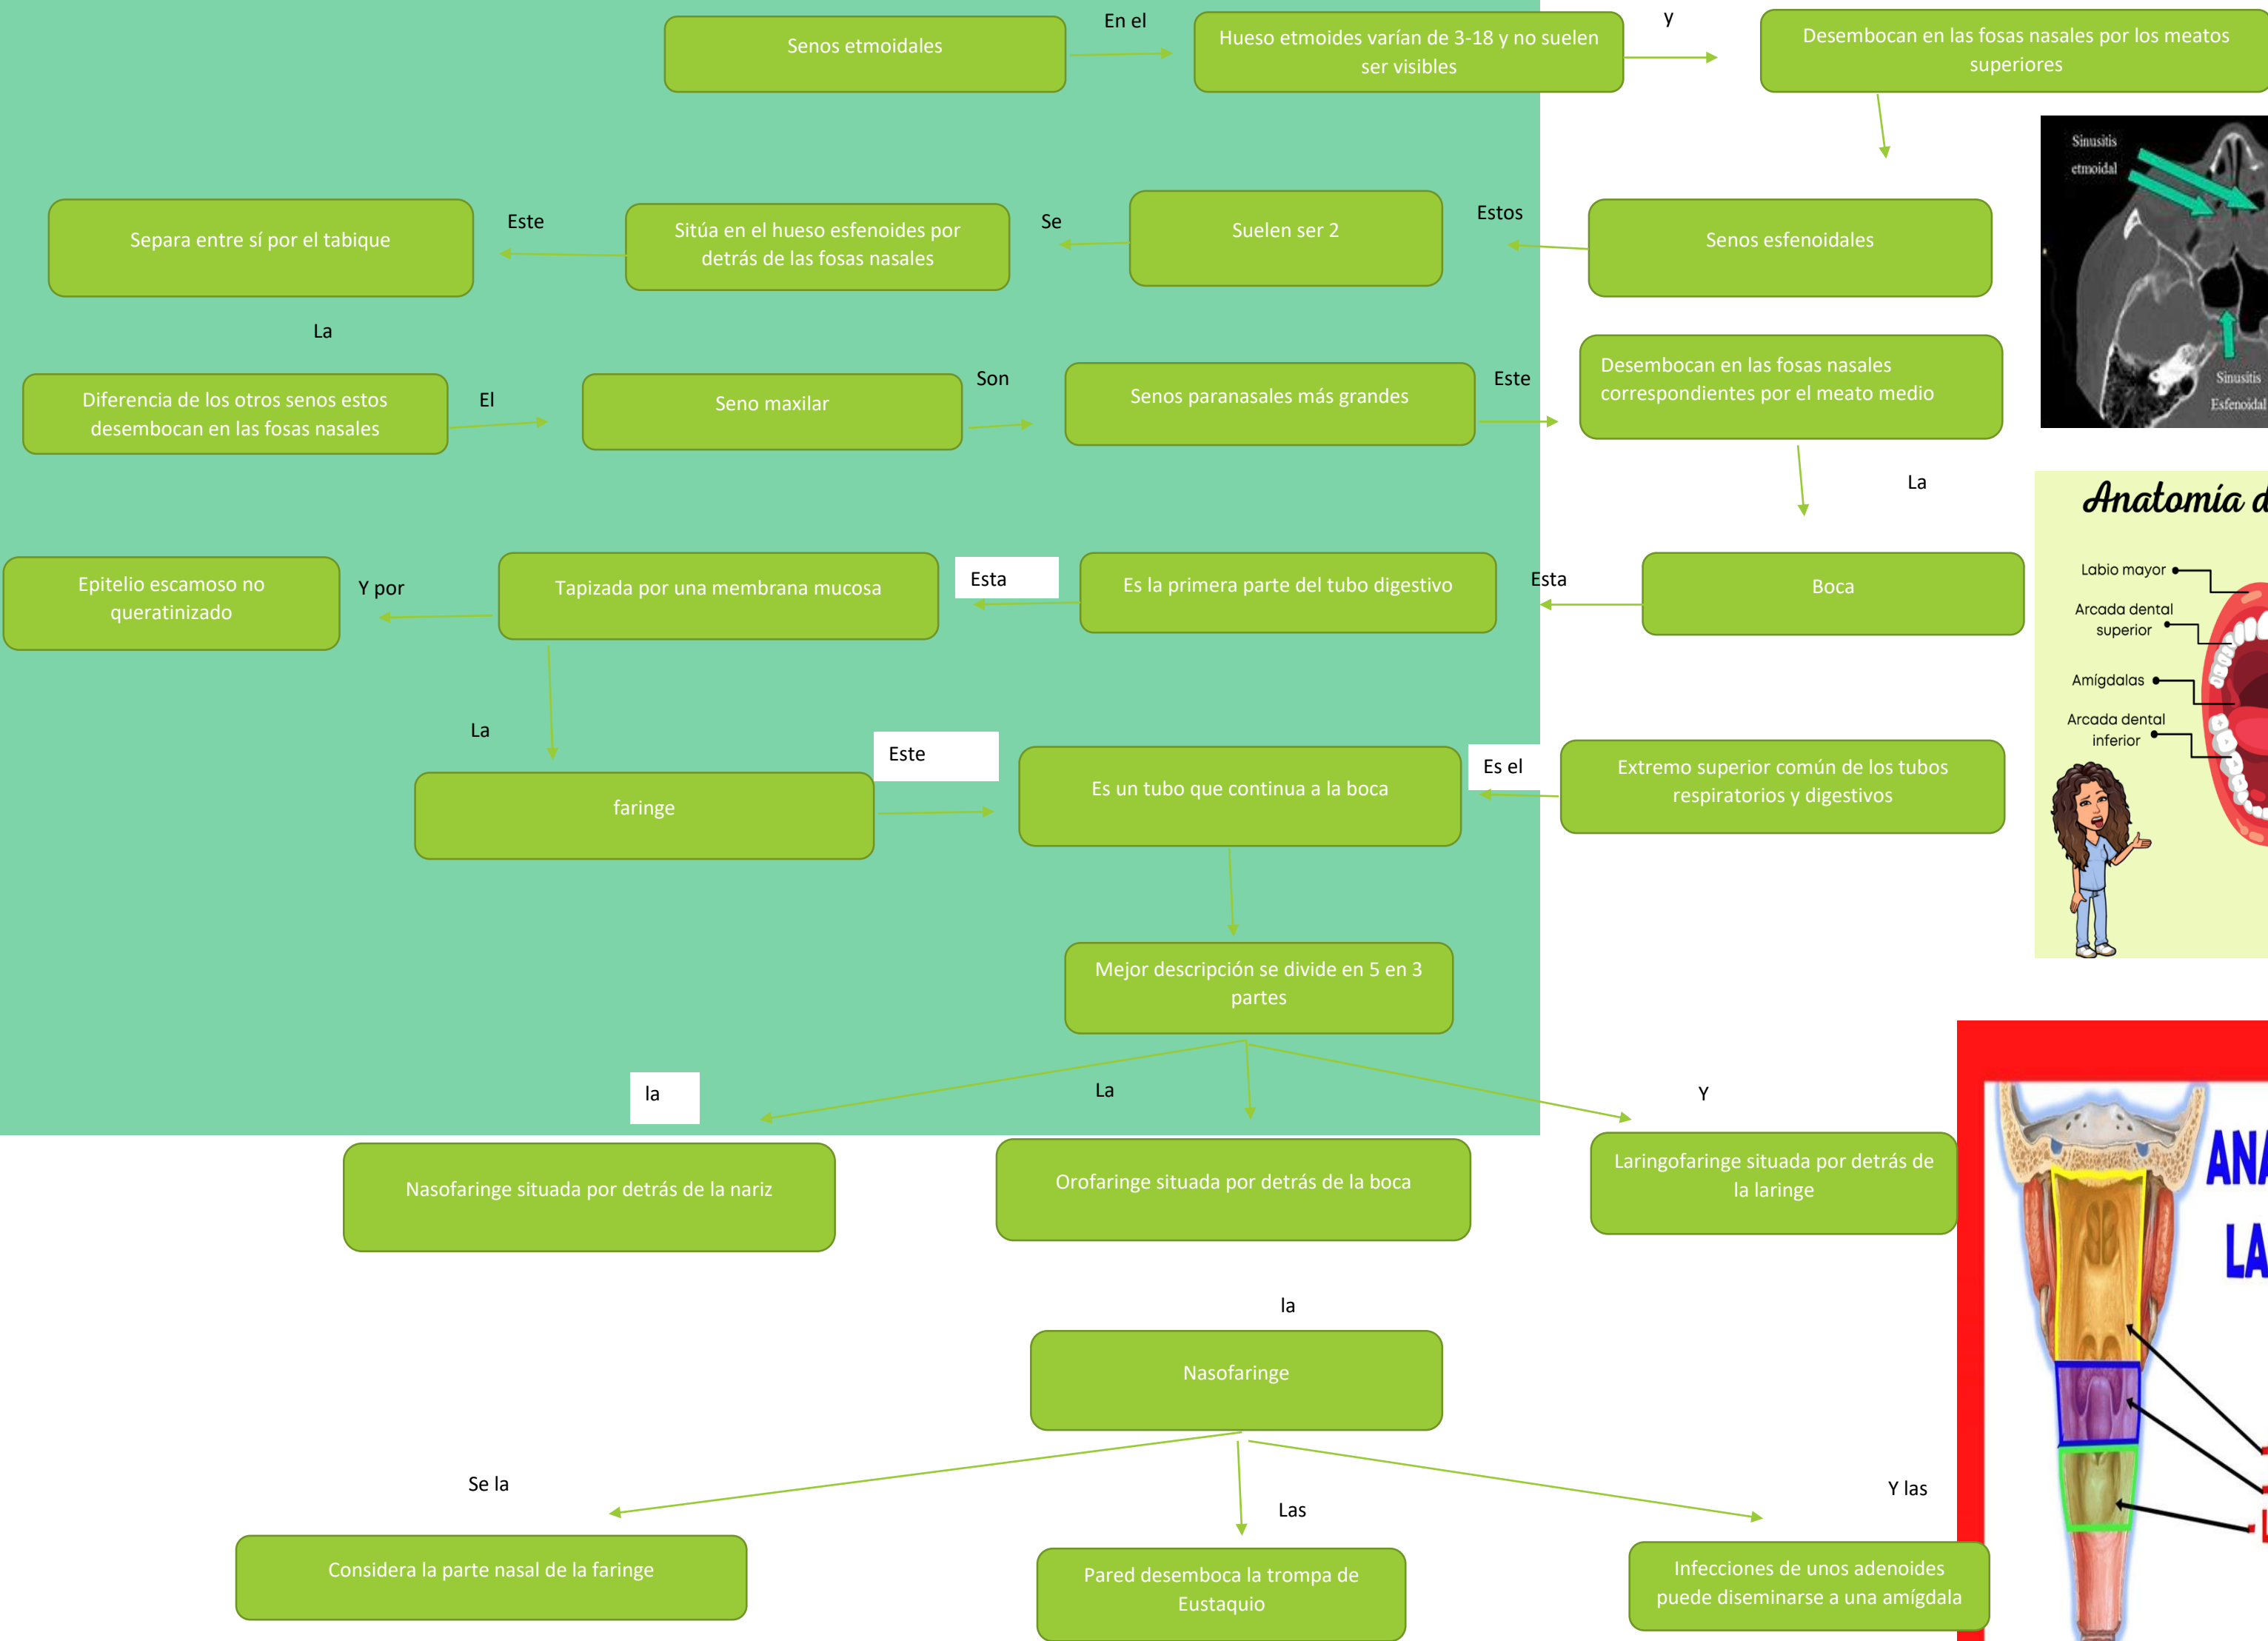 Senos etmoidales
En el
Hueso etmoides varían de 3-18 y no suelen
ser visibles
y
Desembocan en las fosas nasales por los meatos
superiores
Sinusitis
etmoidal
Sinusitis
Esfenoidal
Senos esfenoidales
Estos
Suelen ser 2
Se
Sitúa en el hueso esfenoides por
detrás de las fosas nasales
Este
Separa entre sí por el tabique
La
Diferencia de los otros senos estos
desembocan en las fosas nasales
El
Seno maxilar
Son
Senos paranasales más grandes
Este
Desembocan en las fosas nasales
correspondientes por el meato medio
La
Anatomía d
Labio mayor
Arcada dental
superior
Amígdalas
Arcada dental
inferior
Boca
Esta
Es la primera parte del tubo digestivo
Esta
Tapizada por una membrana mucosa
Y por
Epitelio escamoso no
queratinizado
La
faringe
Este
Es un tubo que continua a la boca
Es el
Extremo superior común de los tubos
respiratorios y digestivos
Mejor descripción se divide en 5 en 3
partes
la
La
Y
Nasofaringe situada por detrás de la nariz
Orofaringe situada por detrás de la boca
Laringofaringe situada por detrás de
la laringe
ANA
LA
L
la
Nasofaringe
Se la
Las
Y las
Considera la parte nasal de la faringe
Pared desemboca la trompa de
Eustaquio
Infecciones de unos adenoides
puede diseminarse a una amígdala